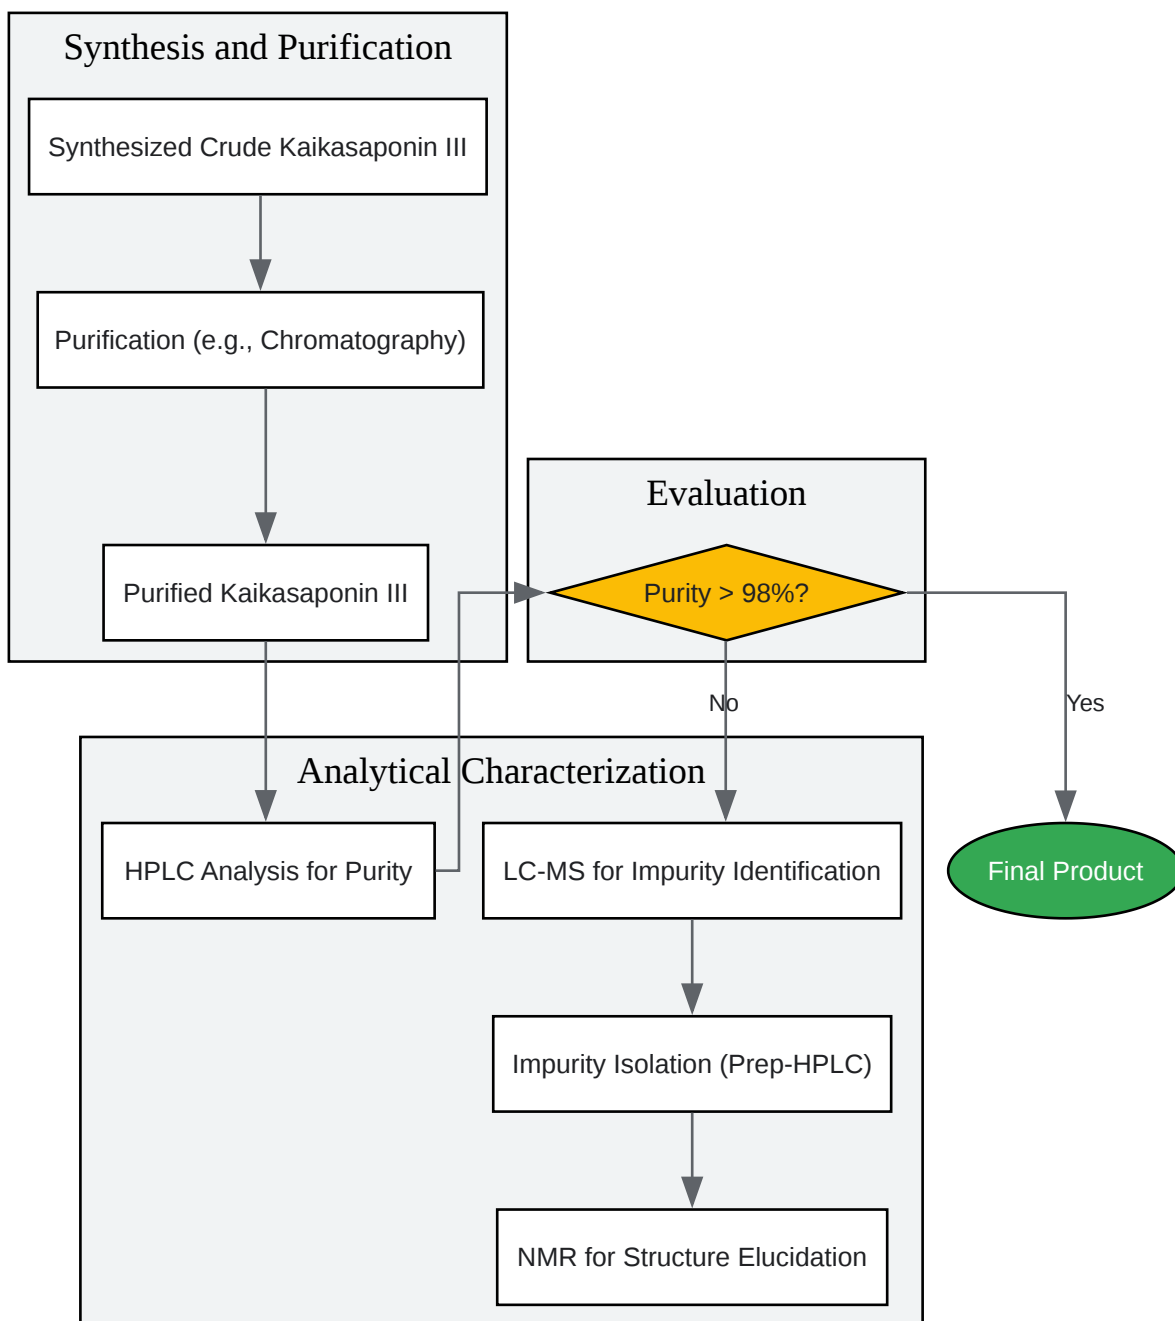 Synthesis and Purification
Synthesized Crude Kaikasaponin III
Purification (e.g., Chromatography)
Purified Kaikasaponin III
Evaluation
Purity > 98%?
No
Yes
Analytical Characterization
HPLC Analysis for Purity
LC-MS for Impurity Identification
Final Product
Impurity Isolation (Prep-HPLC)
NMR for Structure Elucidation